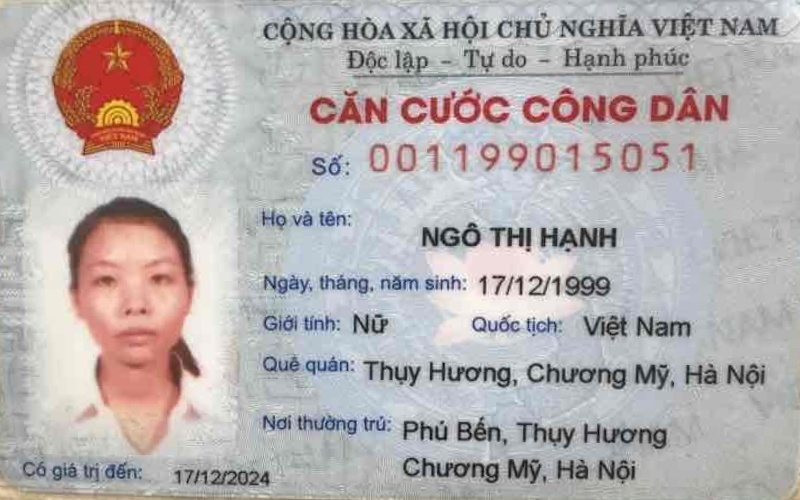 CỘNG HÒA XÃ HỘI CHỦ NGHĨA VIỆT NAM
Độc lập - Tự do - Hạnh phúc
CĂN CƯỚC CÔNG DÂN
Số: 001199015051
Họ và tên:
NGÔ THỊ HẠNH
Ngày, tháng, năm sinh: 17/12/1999
Giới tính: Nữ Quốc tịch: Việt Nam
Quê quán: Thụy Hương, Chương Mỹ, Hà Nội
Nơi thường trú: Phú Bến, Thụy Hương
Chương Mỹ, Hà Nội
Có giá trị đến: 17/12/2024